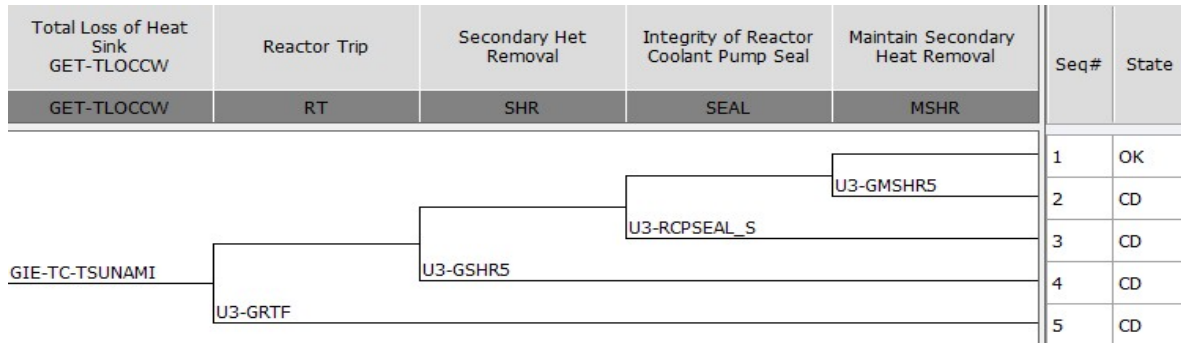 Total Loss of Heat
Sink
GET-TLOCCW
Reactor Trip
Secondary Het
Removal
Integrity of Reactor
Coolant Pump Seal
Maintain Secondary
Heat Removal
Seq#
State
GET-TLOCCW
RT
SHR
SEAL
MSHR
1
OK
U3-GMSHR5
2
CD
U3-RCPSEAL_S
3
CD
GIE-TC-TSUNAMI
U3-GSHR5
4
CD
U3-GRTF
5
CD